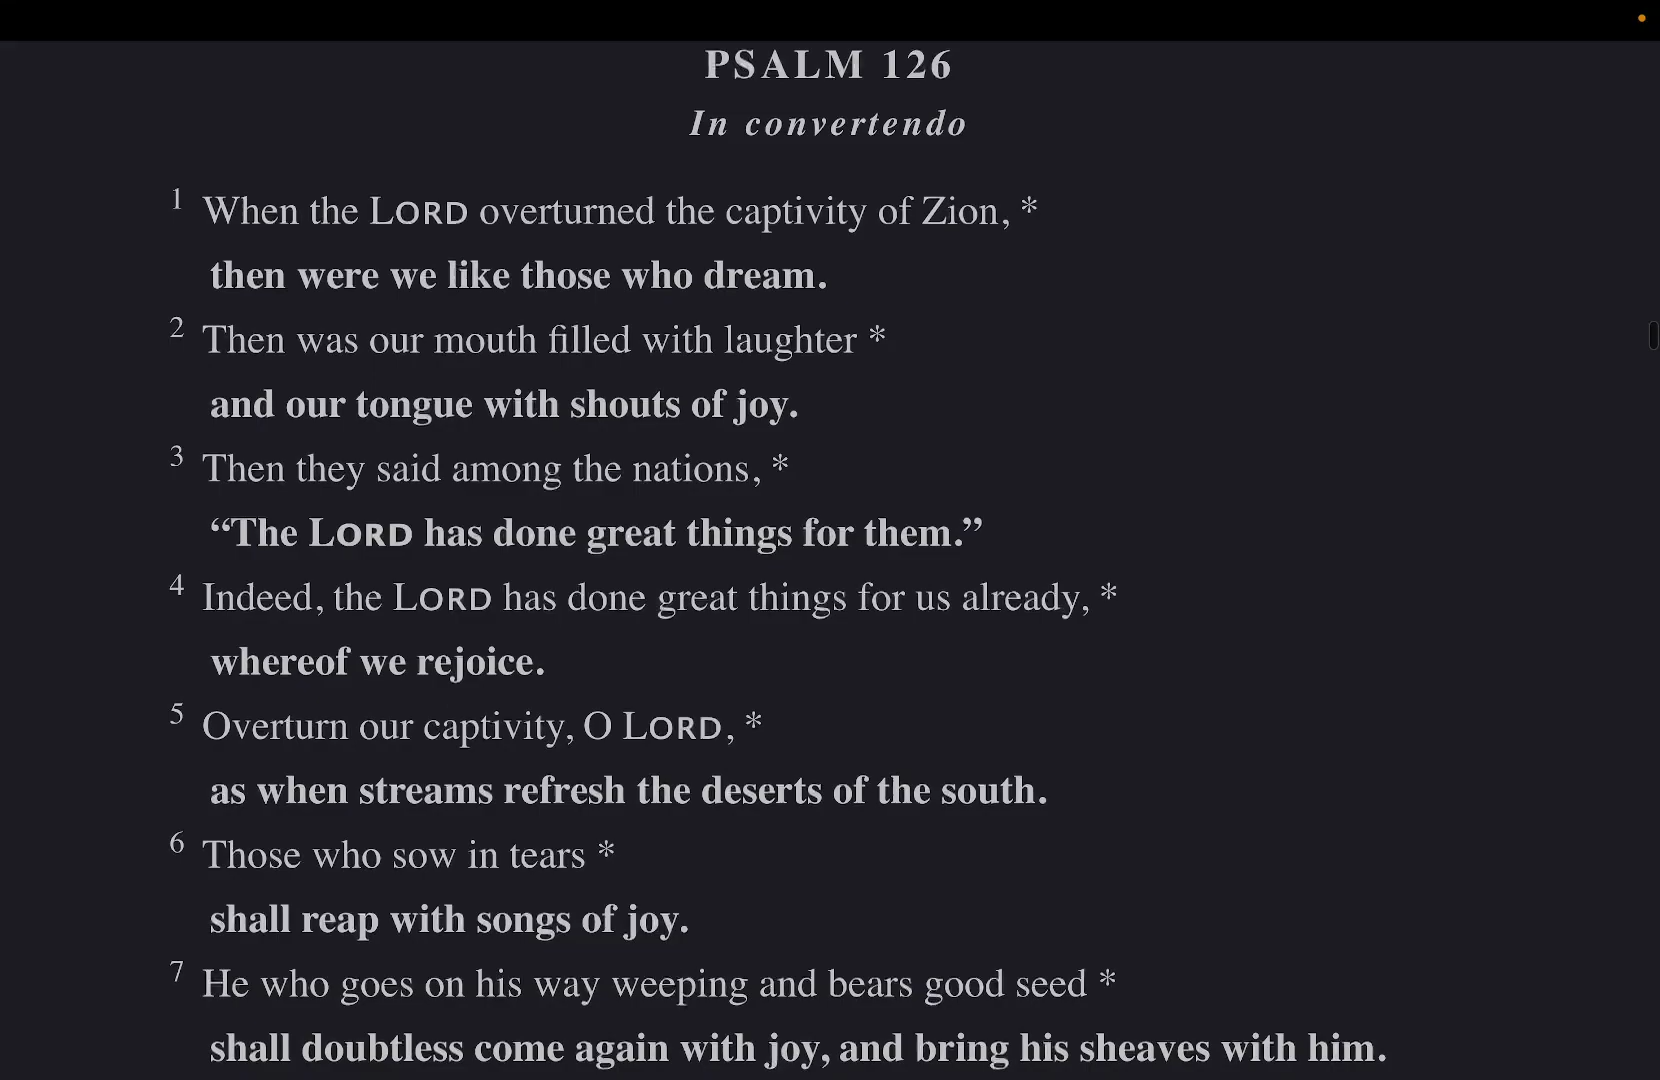 PSALM 126
In convertendo
1 When the LORD overturned the captivity of Zion, *
then were we like those who dream.
2 Then was our mouth filled with laughter *
and our tongue with shouts of joy.
3 Then they said among the nations, *
“The LORD has done great things for them.”
4 Indeed, the LORD has done great things for us already, *
whereof we rejoice.
5 Overturn our captivity, O LORD, *
as when streams refresh the deserts of the south.
6 Those who sow in tears *
shall reap with songs of joy.
7 He who goes on his way weeping and bears good seed *
shall doubtless come again with joy, and bring his sheaves with him.